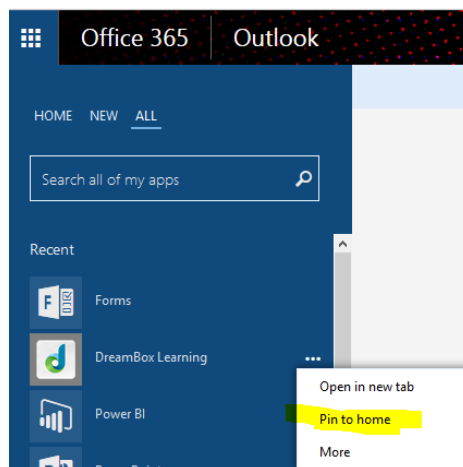 Office 365 Outlook
HOME NEW ALL
Search all of my apps
Recent
Forms
DreamBox Learning
Power BI
Open in new tab
Pin to home
More